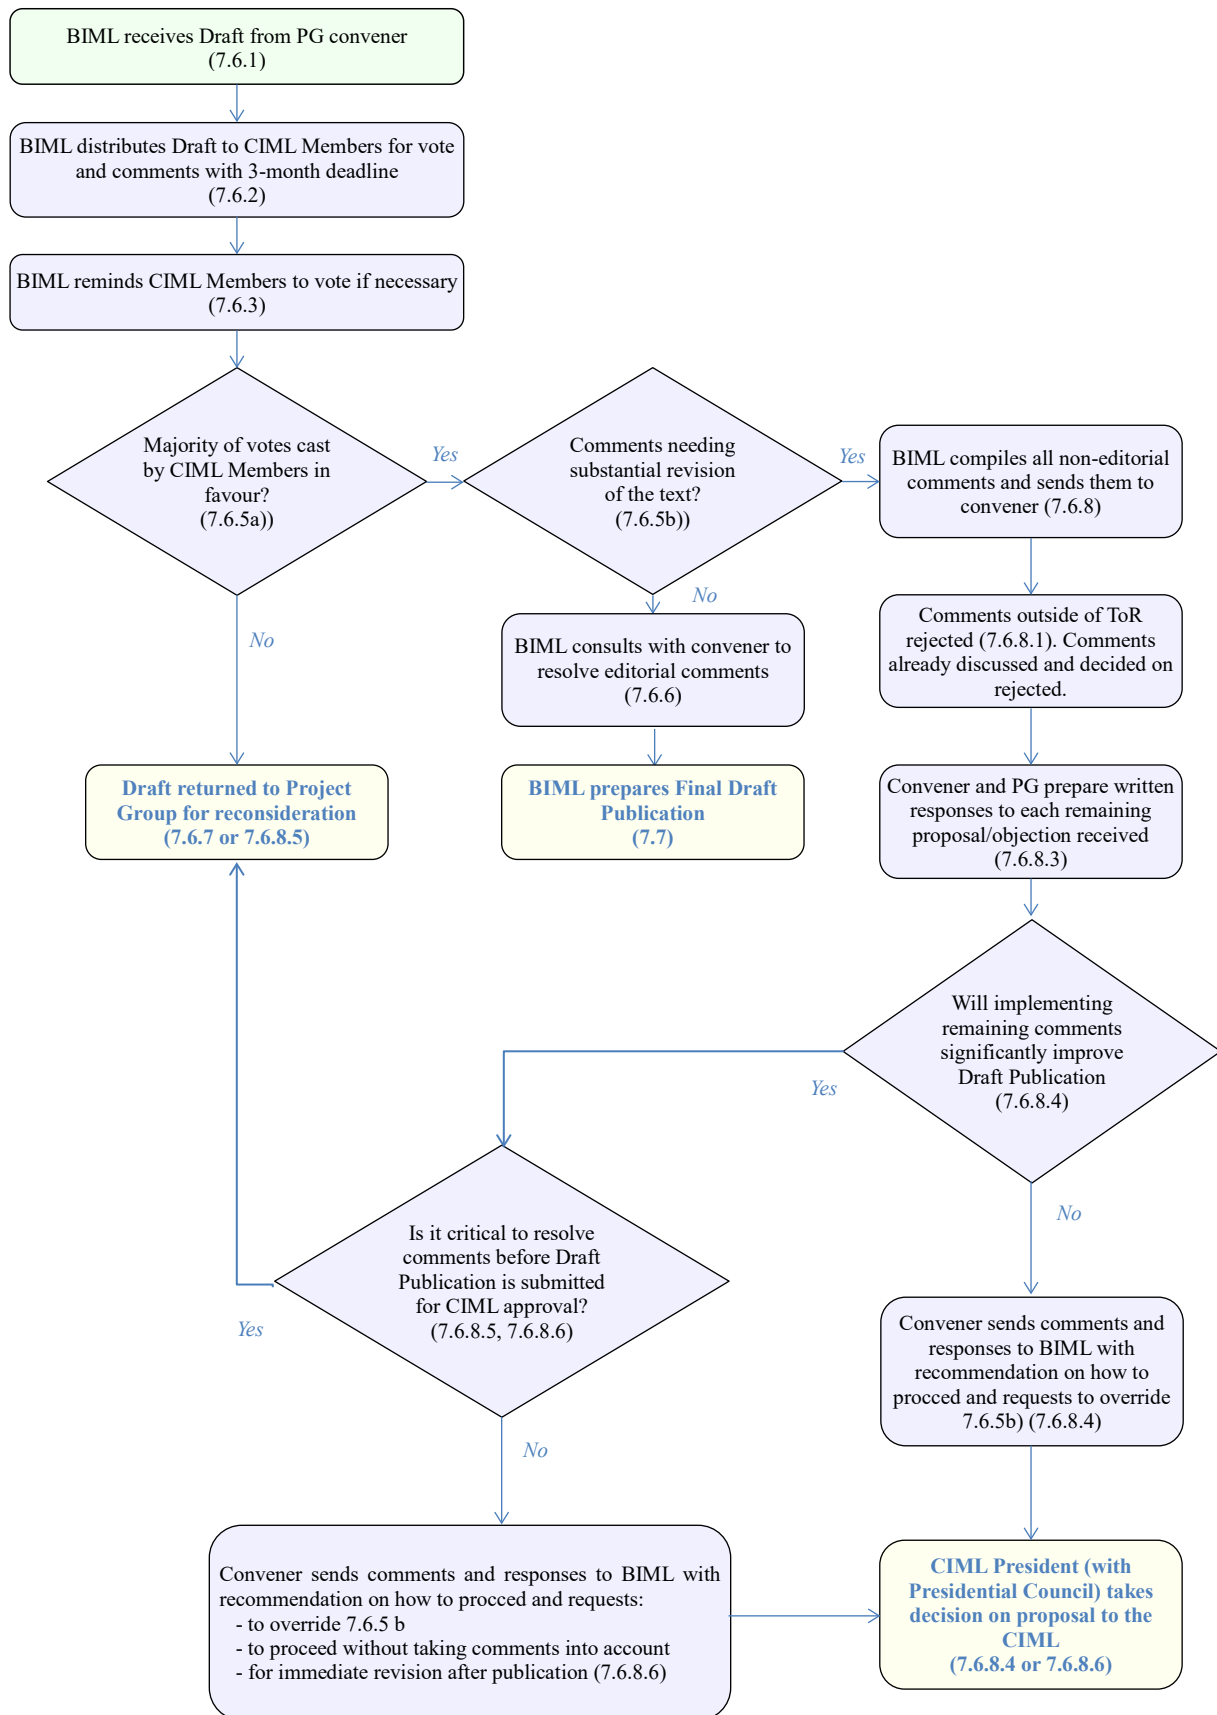 BIML receives Draft from PG convener
(7.6.1)
BIML distributes Draft to CIML Members for vote
and comments with 3-month deadline
(7.6.2)
BIML reminds CIML Members to vote if necessary
(7.6.3)
Majority of votes cast
by CIML Members in
favour?
(7.6.5a))
Yes
No
Comments needing
substantial revision
of the text?
(7.6.5b))
Yes
No
BIML compiles all non-editorial
comments and sends them to
convener (7.6.8)
BIML consults with convener to
resolve editorial comments
(7.6.6)
Comments outside of ToR
rejected (7.6.8.1). Comments
already discussed and decided on
rejected.
Draft returned to Project
Group for reconsideration
(7.6.7 or 7.6.8.5)
BIML prepares Final Draft
Publication
(7.7)
Convener and PG prepare written
responses to each remaining
proposal/objection received
(7.6.8.3)
Will implementing
remaining comments
significantly improve
Draft Publication
(7.6.8.4)
Yes
No
Is it critical to resolve
comments before Draft
Publication is submitted
for CIML approval?
(7.6.8.5, 7.6.8.6)
Yes
No
Convener sends comments and
responses to BIML with
recommendation on how to
procced and requests to override
7.6.5b) (7.6.8.4)
Convener sends comments and responses to BIML with
recommendation on how to procced and requests:
- to override 7.6.5 b
- to proceed without taking comments into account
- for immediate revision after publication (7.6.8.6)
CIML President (with
Presidential Council) takes
decision on proposal to the
CIML
(7.6.8.4 or 7.6.8.6)